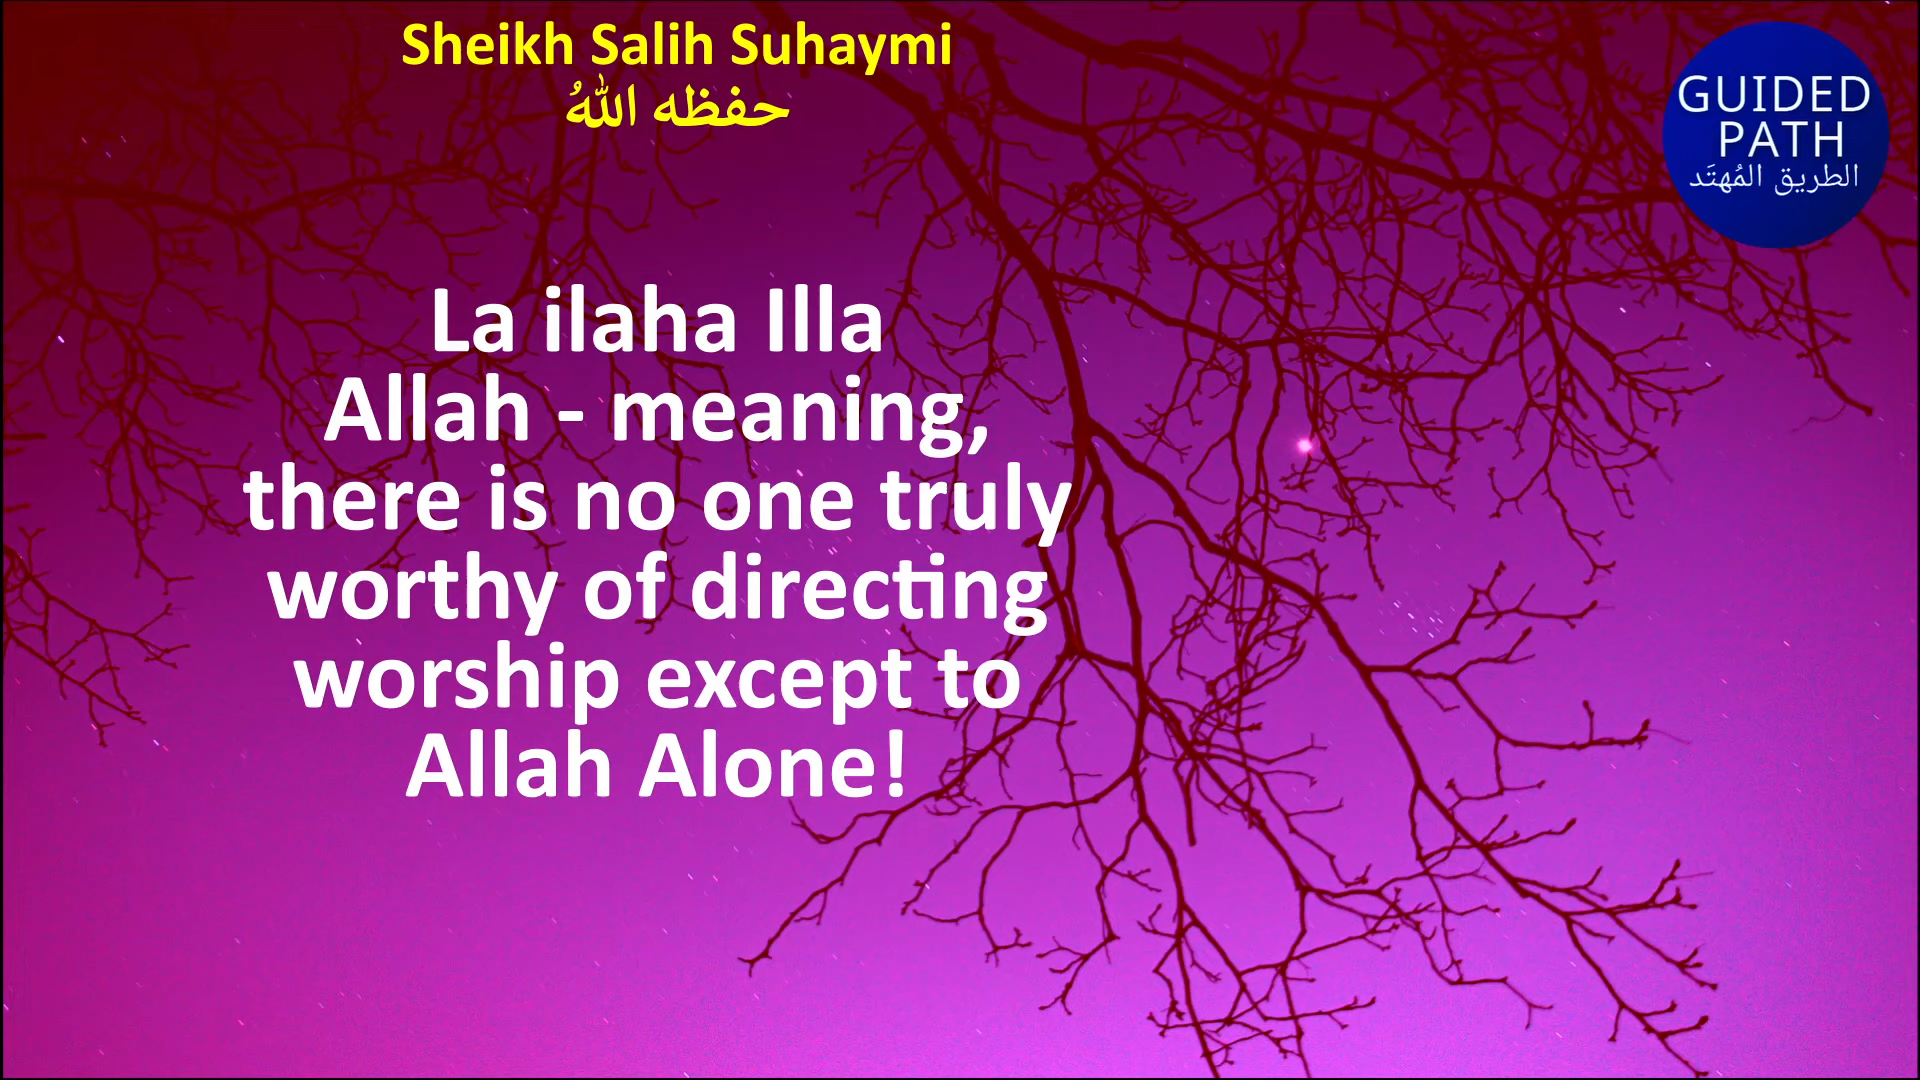 Sheikh Salih Suhaymi
حفظه اللهُ
GUIDED
PATH
الطريق المُهتَد
La ilaha Illa
Allah - meaning,
there is no one truly
worthy of directing
worship except to
Allah Alone!